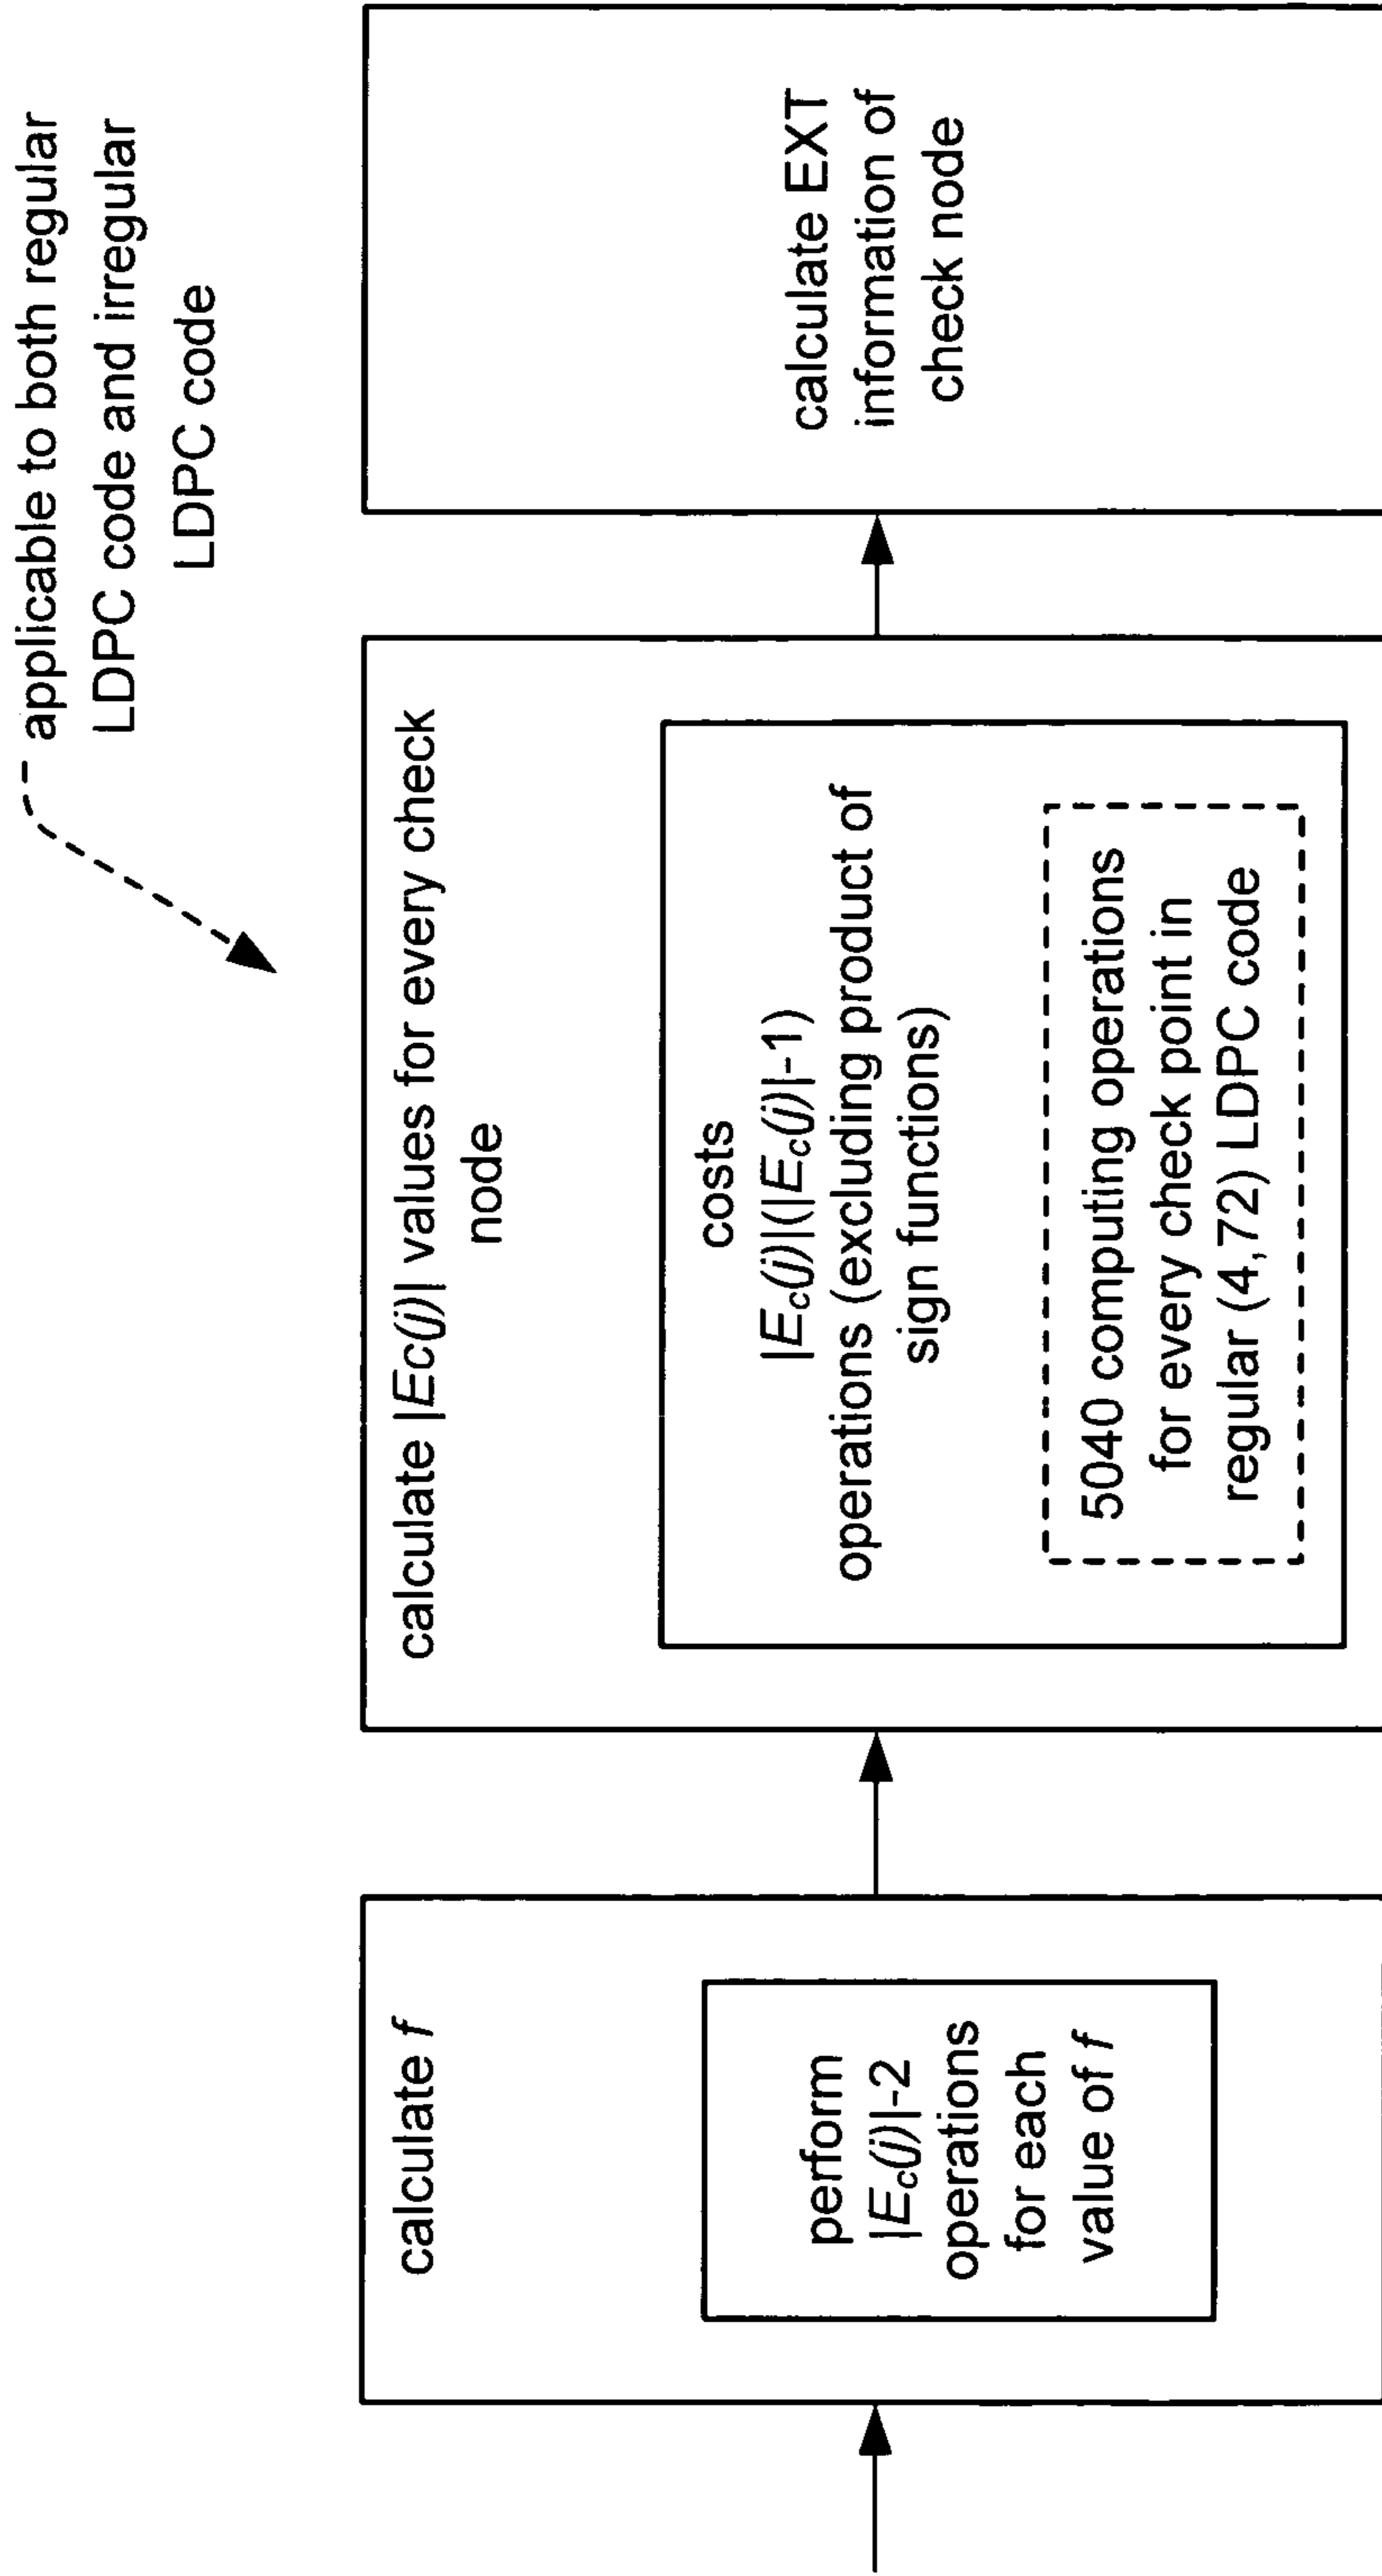 applicable to both regular
LDPC code and irregular
LDPC code
calculate f
perform
|Ec(j)|-2
operations
for each
value of f
calculate |Ec(j)| values for every check
node
costs
|Ec(j)|(|Ec(j)|-1)
operations (excluding product of
sign functions)
5040 computing operations
for every check point in
regular (4,72) LDPC code
calculate EXT
information of
check node